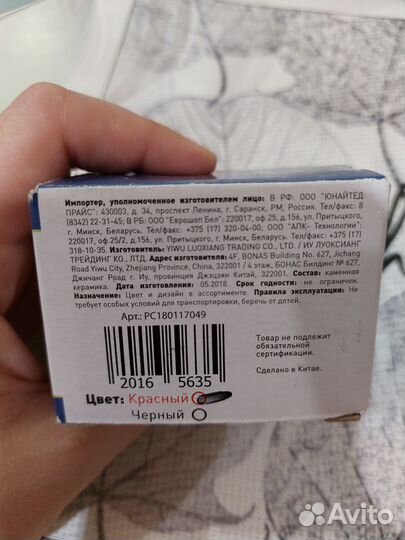 Импортер, уполномоченное изготовителем лицо: В РФ: ООО "ЮНАЙТЕД
ПРАЙС": 430003, д. 34, проспект Ленина, г. Саранск, РМ, Россия. Тел/факс: 8
(8342) 22-31-45; В РБ: ООО "Еврошоп Бел": 220017, оф.25, д.156, ул. Притыцкого,
г. Минск, Беларусь. Тел/факс: +375 (17) 320-04-00; ООО "АПК- Технологии":
220017, оф.25/2, д.156, ул. Притыцкого, г. Минск, Беларусь. Тел/факс: +375 (17)
318-10-35. Изготовитель: YIWU LUOXIANG TRADING CO., LTD. / ИУ ЛУОКСИАНГ
ТРЕЙДИНГ КО., ЛТД. Адрес изготовителя: 4F, BONAS Building No. 627, Jichang
Road Yiwu City, Zhejiang Province, China, 322001 / 4 этаж, БОНАС Билдинг № 627,
Джичанг Роад г. Иу, провинция Джэцзян Китай, 322001. Состав: каменная
керамика. Дата изготовления: 05.2018. Срок годности: не ограничен.
Назначение: Цвет и дизайн в ассортименте. Правила эксплуатации: Не
требует особых условий для транспортировки, беречь от детей.
Арт.: PC180117049
Товар не подлежит
обязательной
сертификации.
Сделано в Китае.
2016 5635
Цвет: Красный
Черный
Avito